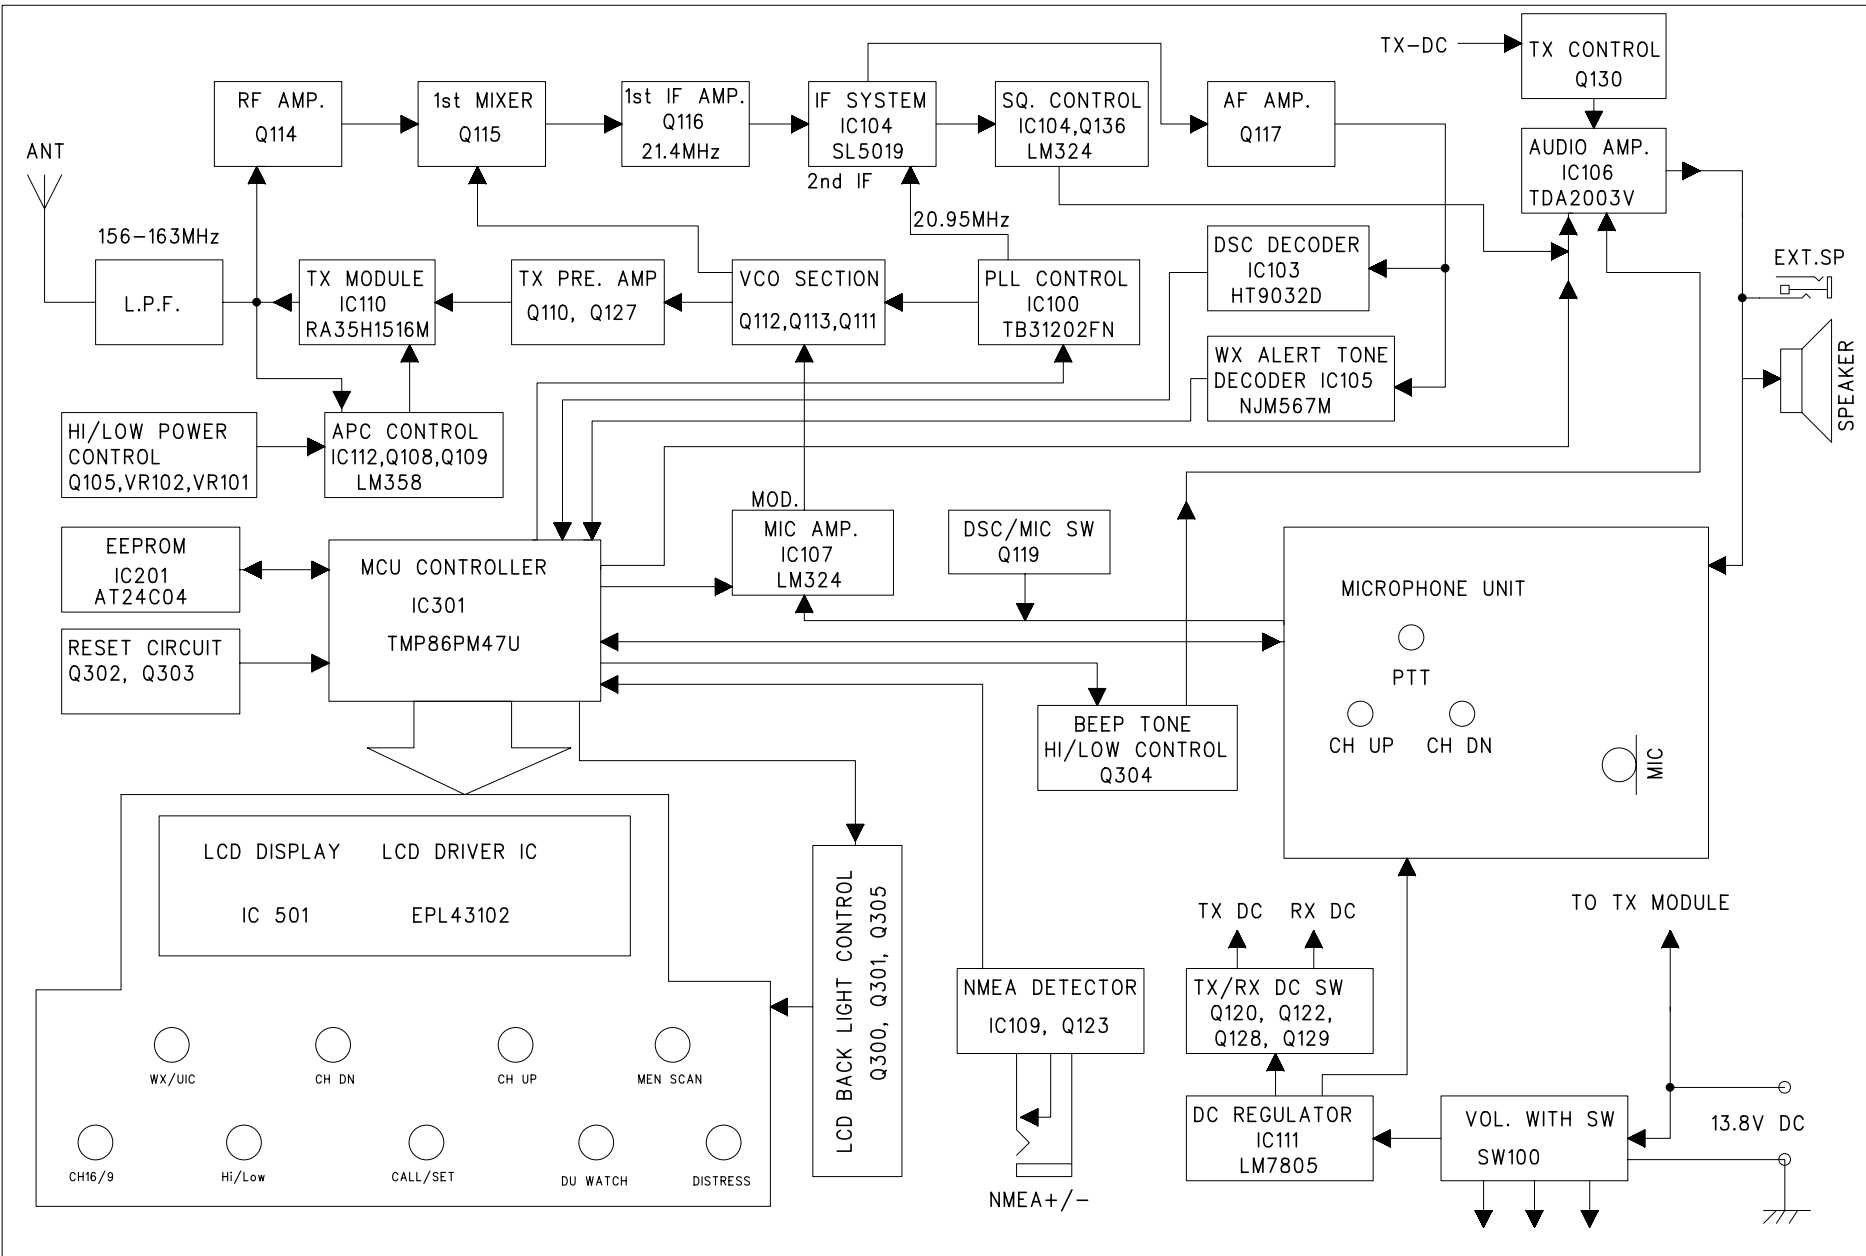 TX-DC
TX CONTROL
Q130
RF AMP.
Q114
1st MIXER
Q115
1st IF AMP.
Q116
21.4MHz
IF SYSTEM
IC104
SL5019
2nd IF
SQ. CONTROL
IC104,Q136
LM324
AF AMP.
Q117
AUDIO AMP.
IC106
TDA2003V
ANT
156-163MHz
20.95MHz
L.P.F.
TX MODULE
IC110
RA35H1516M
TX PRE. AMP
Q110, Q127
VCO SECTION
Q112,Q113,Q111
PLL CONTROL
IC100
TB31202FN
DSC DECODER
IC103
HT9032D
EXT.SP
SPEAKER
WX ALERT TONE
DECODER IC105
NJM567M
HI/LOW POWER
CONTROL
Q105,VR102,VR101
APC CONTROL
IC112,Q108,Q109
LM358
MOD.
MIC AMP.
IC107
LM324
DSC/MIC SW
Q119
EEPROM
IC201
AT24C04
MCU CONTROLLER
IC301
TMP86PM47U
RESET CIRCUIT
Q302, Q303
MICROPHONE UNIT
PTT
CH UP
CH DN
MIC
BEEP TONE
HI/LOW CONTROL
Q304
LCD DISPLAY
LCD DRIVER IC
IC 501
EPL43102
LCD BACK LIGHT CONTROL
Q300, Q301, Q305
WX/UIC
CH DN
CH UP
MEN SCAN
CH16/9
Hi/Low
CALL/SET
DU WATCH
DISTRESS
NMEA DETECTOR
IC109, Q123
NMEA+/-
TX DC
RX DC
TX/RX DC SW
Q120, Q122,
Q128, Q129
DC REGULATOR
IC111
LM7805
TO TX MODULE
VOL. WITH SW
SW100
13.8V DC